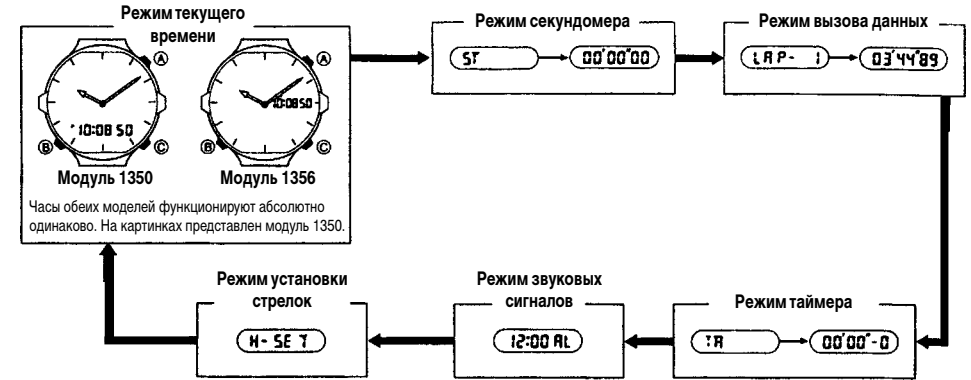 Режим текущего
времени
A
A
10:08 50
10:08 50
B
C
B
C
Модуль 1350
Модуль 1356
Часы обеих моделей функционируют абсолютно
одинаково. На картинках представлен модуль 1350.
Режим секундомера
ST
00'00"00
Режим вызова данных
LAP- 1
03'44"89
Режим установки
стрелок
H- SET
Режим звуковых
сигналов
12:00 AL
Режим таймера
TR
00'00"-0